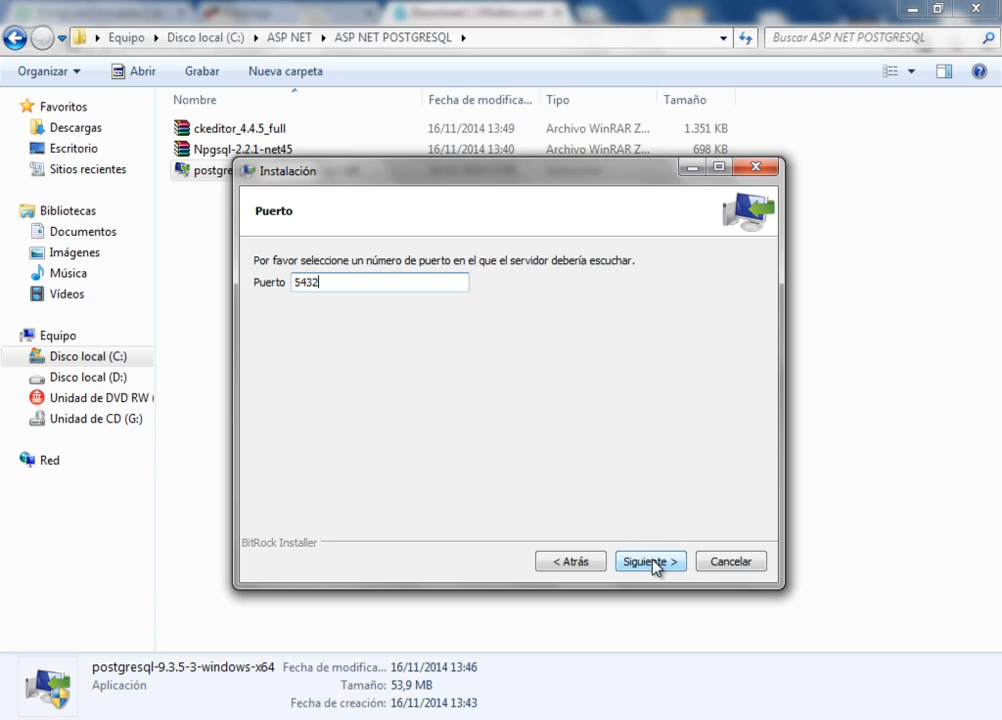 Equipo ▸ Disco local (C:) ▸ ASP NET ▸ ASP NET POSTGRESQL ▸
Buscar ASP NET POSTGRESQL
Organizar Abrir Grabar Nueva carpeta
Favoritos
Descargas
Escritorio
Sitios recientes
Bibliotecas
Documentos
Imágenes
Música
Vídeos
Equipo
Disco local (C:)
Disco local (D:)
Unidad de DVD RW (
Unidad de CD (G:)
Red
Nombre Fecha de modifica... Tipo Tamaño
ckeditor_4.4.5_full 16/11/2014 13:49 Archivo WinRAR Z... 1.351 KB
Npgsql-2.2.1-net45 16/11/2014 13:40 Archivo WinRAR Z... 698 KB
postgre
Instalación
Puerto
Por favor seleccione un número de puerto en el que el servidor debería escuchar.
Puerto 5432
BitRock Installer
< Atrás Siguiente > Cancelar
postgresql-9.3.5-3-windows-x64 Fecha de modifica... 16/11/2014 13:46
Aplicación Tamaño: 53,9 MB
Fecha de creación: 16/11/2014 13:43